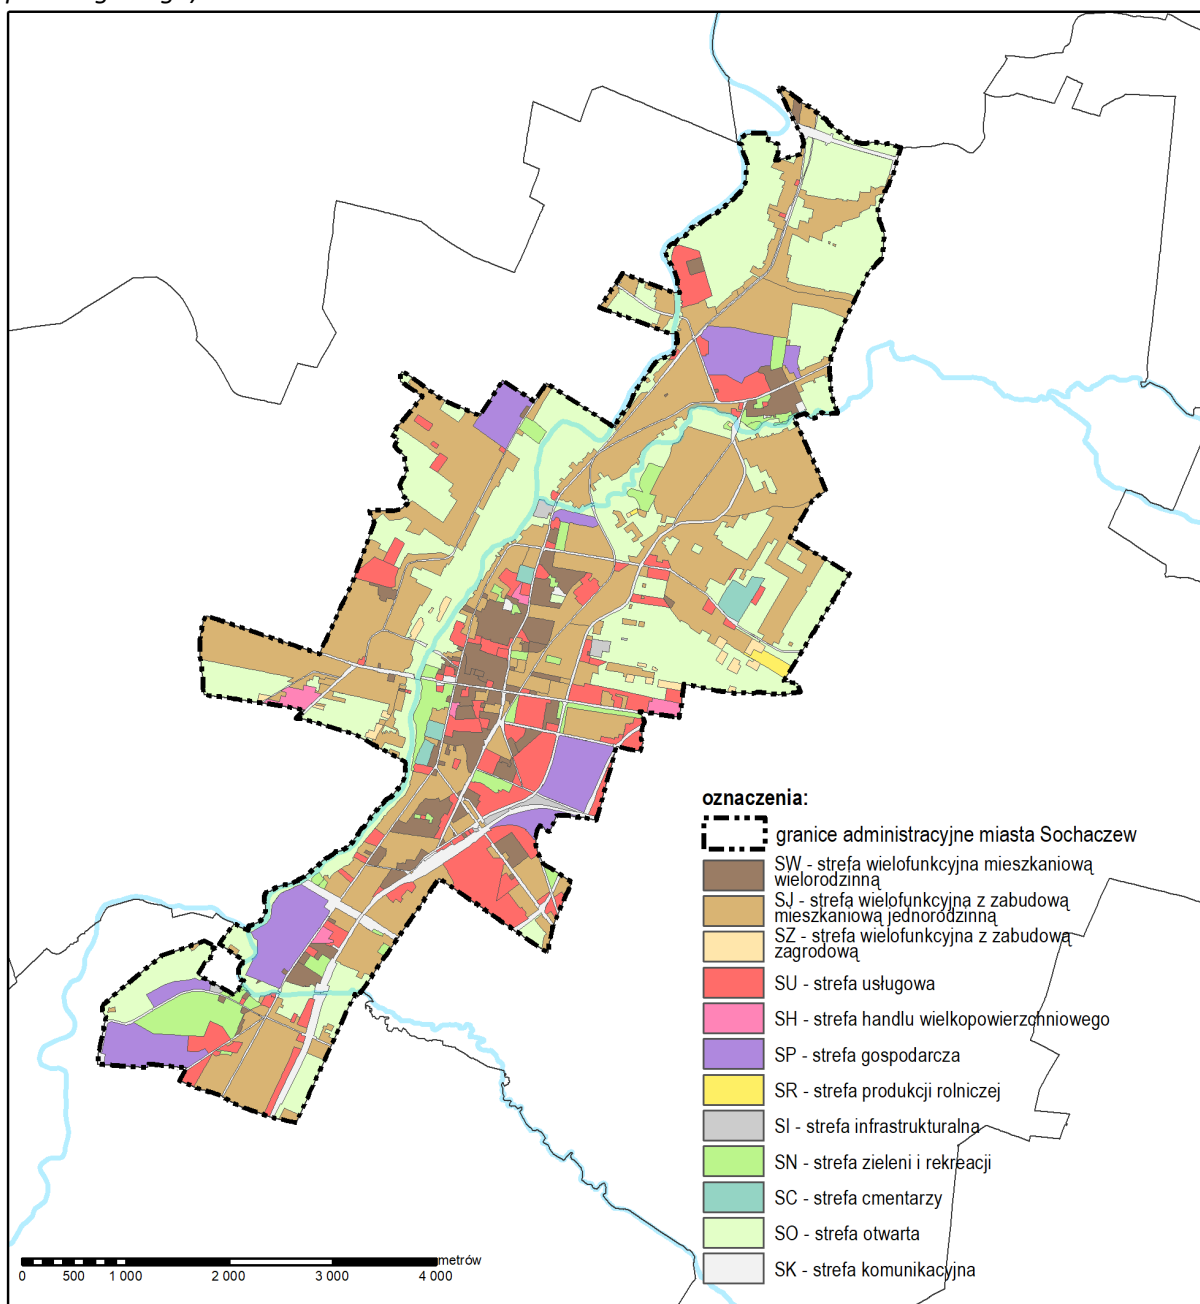 oznaczenia:
granice administracyjne miasta Sochaczew
SW - strefa wielofunkcyjna mieszkaniową
wielorodzinną
SJ - strefa wielofunkcyjna z zabudową
mieszkaniową jednorodzinną
SZ - strefa wielofunkcyjna z zabudową
zagrodową
SU - strefa usługowa
SH - strefa handlu wielkopowierzchniowego
SP - strefa gospodarcza
SR - strefa produkcji rolniczej
SI - strefa infrastrukturalna
SN - strefa zieleni i rekreacji
SC - strefa cmentarzy
SO - strefa otwarta
SK - strefa komunikacyjna
metrów
0 500 1 000 2 000 3 000 4 000